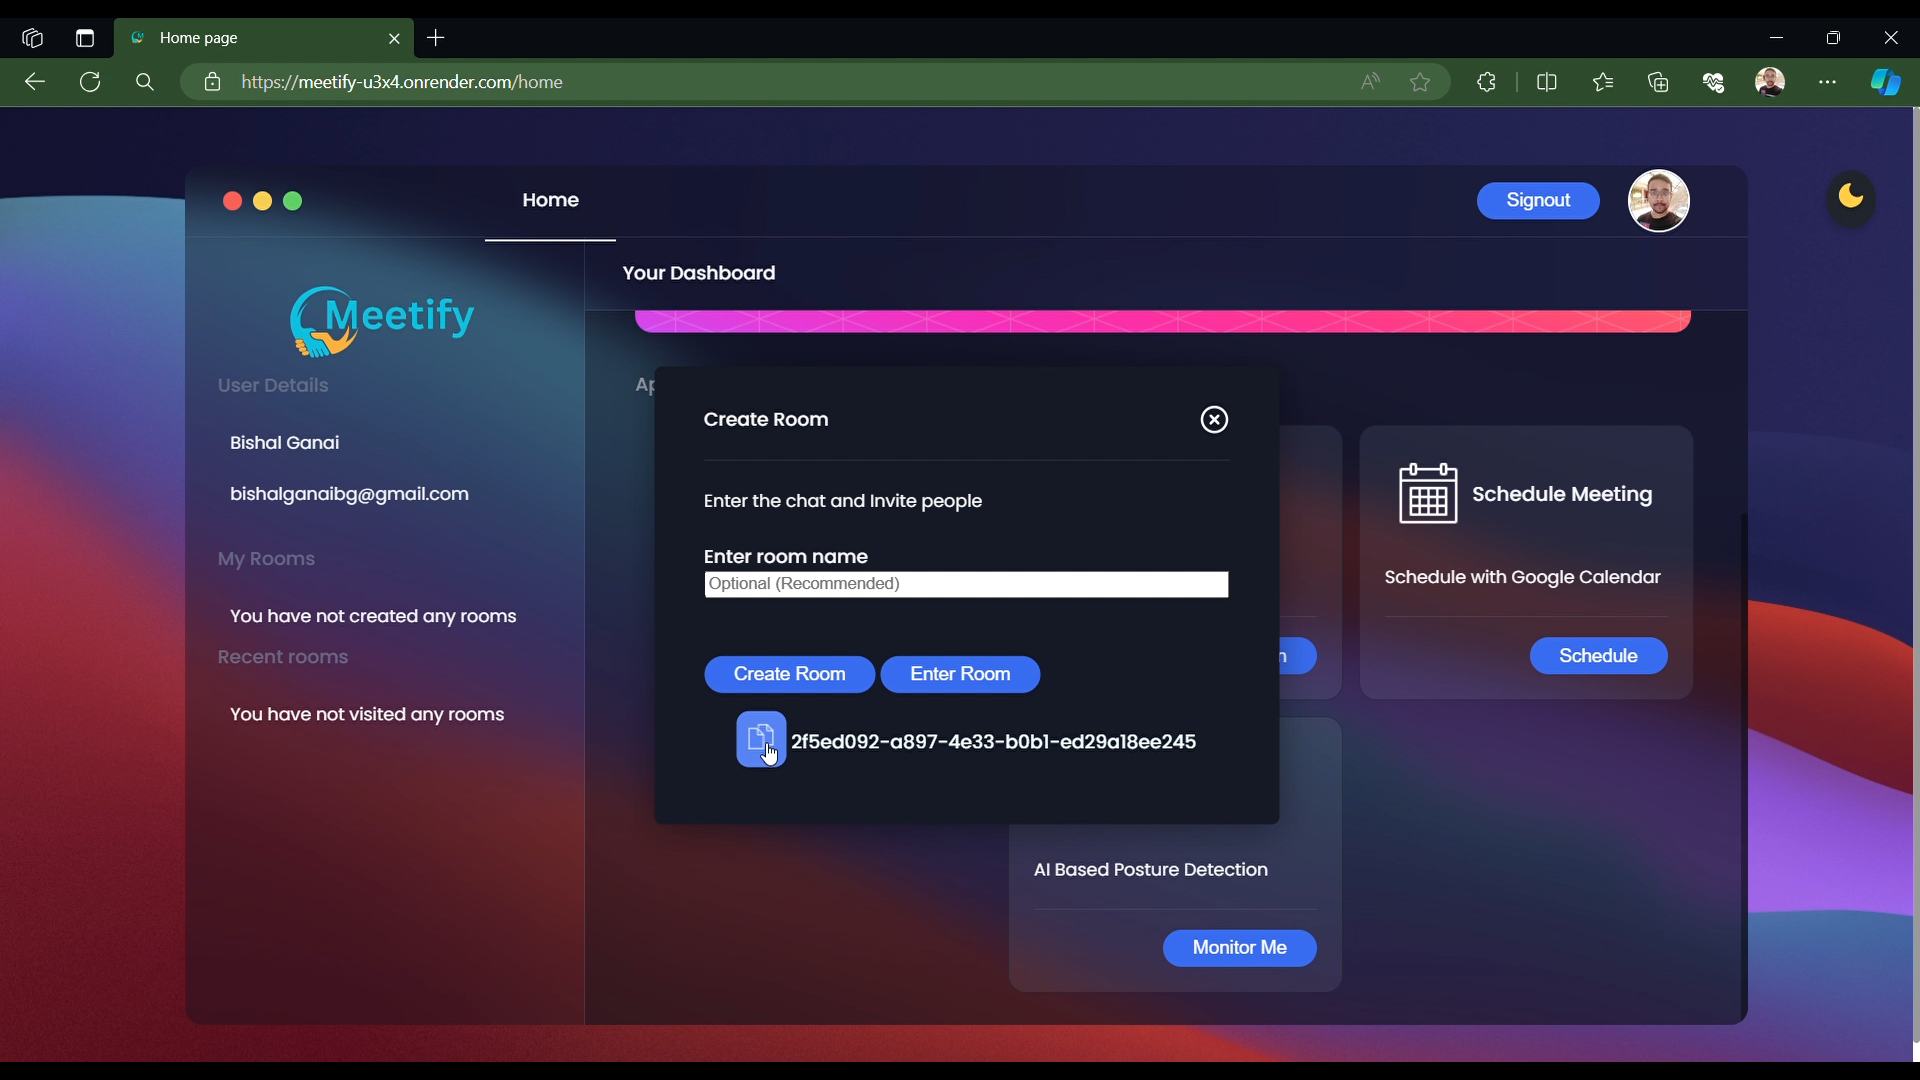 Home page
https://meetify-u3x4.onrender.com/home
Home
Signout
Your Dashboard
Meetify
User Details
Bishal Ganai
bishalganaibg@gmail.com
My Rooms
You have not created any rooms
Recent rooms
You have not visited any rooms
Ap
Create Room
Enter the chat and Invite people
Enter room name
Optional (Recommended)
Create Room
Enter Room
2f5ed092-a897-4e33-b0b1-ed29a18ee245
Schedule Meeting
Schedule with Google Calendar
n
Schedule
AI Based Posture Detection
Monitor Me